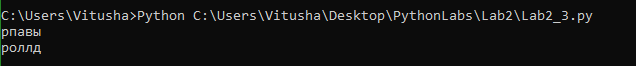 C:\Users\Vitusha>Python C:\Users\Vitusha\Desktop\PythonLabs\Lab2\Lab2_3.py
рпавы
роллд